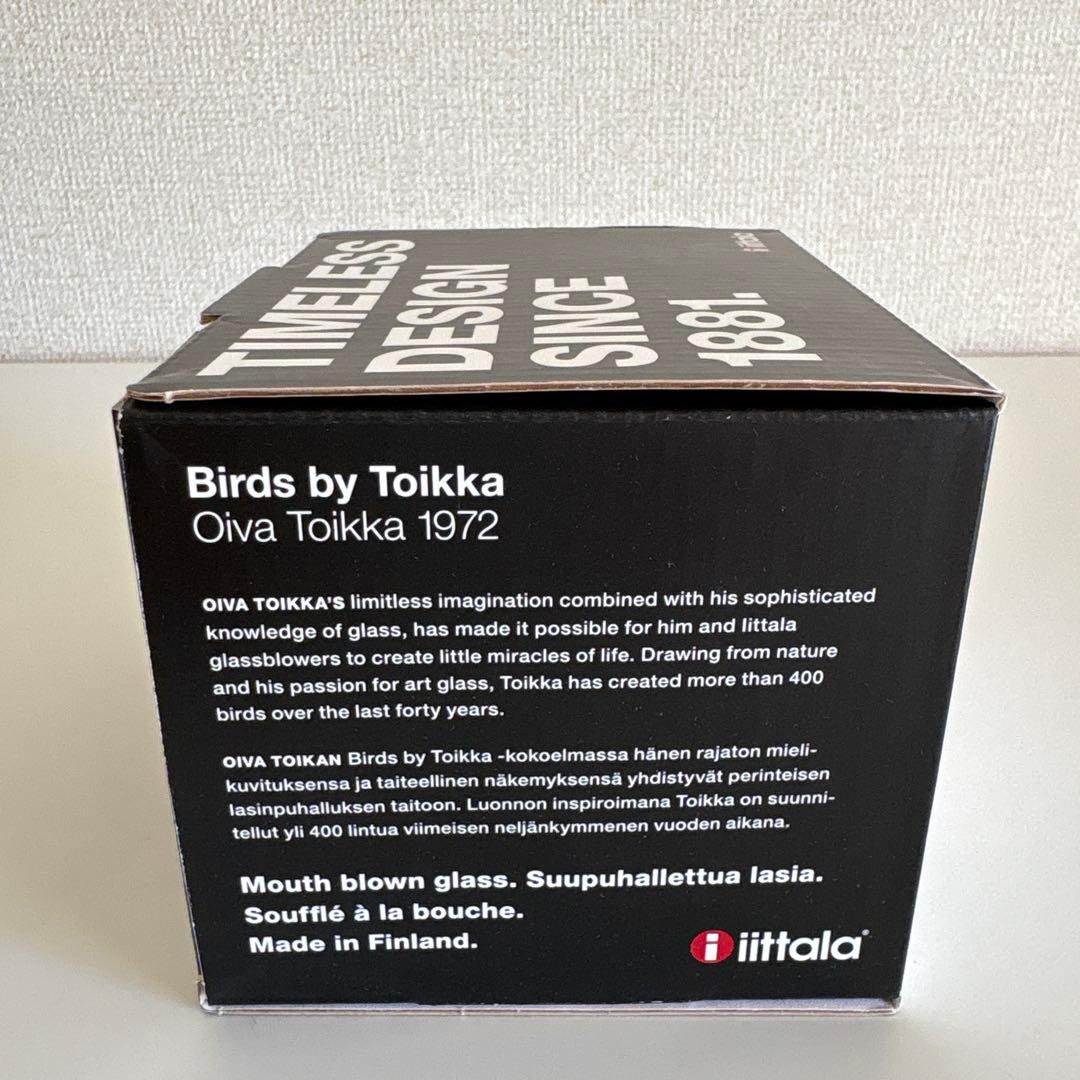 TIMELESS
DESIGN
SINCE
1881.
iittala
Birds by Toikka
Oiva Toikka 1972
OIVA TOIKKA'S limitless imagination combined with his sophisticated
knowledge of glass, has made it possible for him and Iittala
glassblowers to create little miracles of life. Drawing from nature
and his passion for art glass, Toikka has created more than 400
birds over the last forty years.
OIVA TOIKAN Birds by Toikka -kokoelmassa hänen rajaton mieli-
kuvituksensa ja taiteellinen näkemyksensä yhdistyvät perinteisen
lasinpuhalluksen taitoon. Luonnon inspiroimana Toikka on suunni-
tellut yli 400 lintua viimeisen neljänkymmenen vuoden aikana.
Mouth blown glass. Suupuhallettua lasia.
Soufflé à la bouche.
Made in Finland.
i iittala®